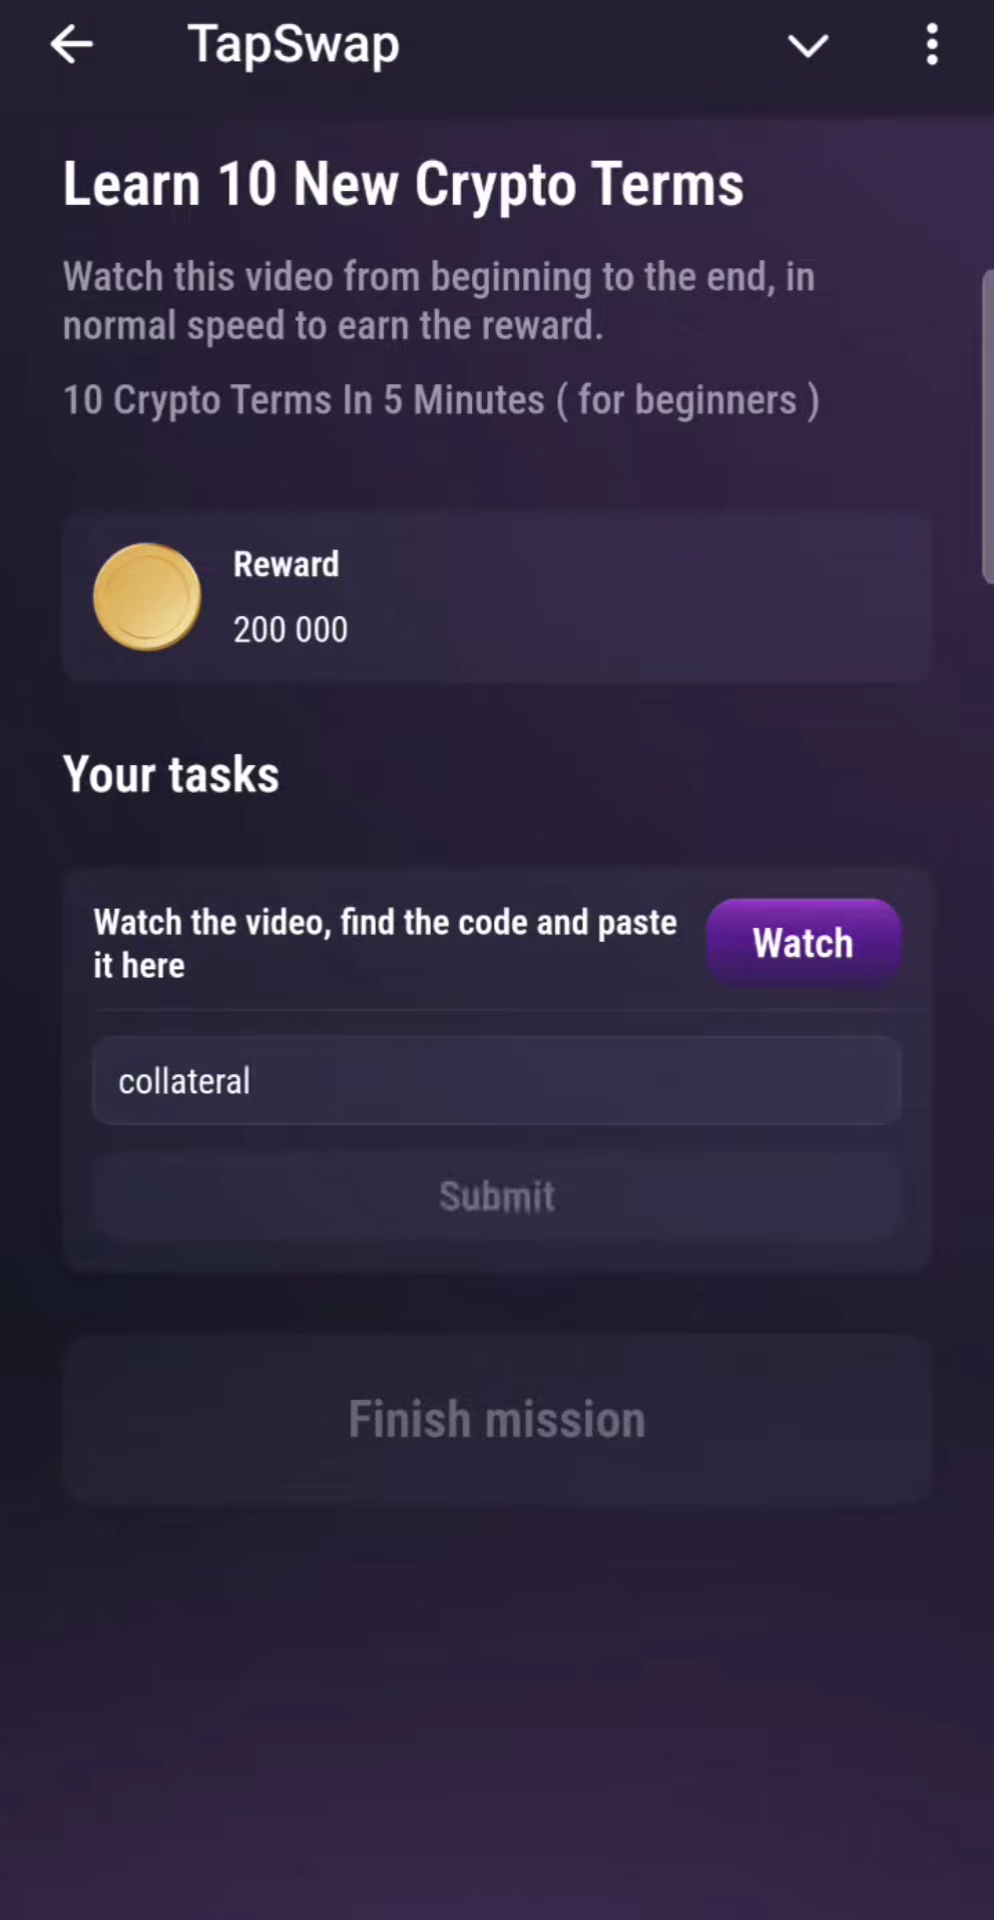 TapSwap
Learn 10 New Crypto Terms
Watch this video from beginning to the end, in
normal speed to earn the reward.
10 Crypto Terms In 5 Minutes ( for beginners )
Reward
200 000
Your tasks
Watch the video, find the code and paste
it here
Watch
collateral
Submit
Finish mission